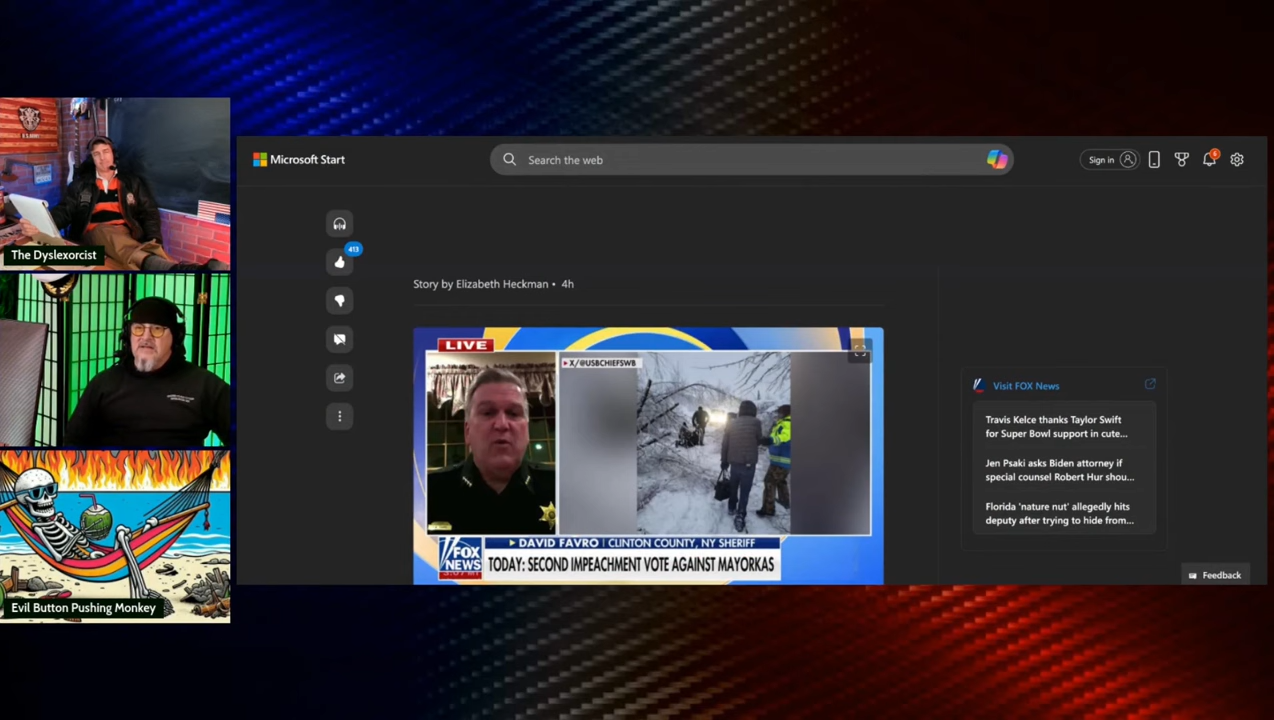 Microsoft Start
Search the web
Sign in
6
The Dyslexorcist
413
Story by Elizabeth Heckman • 4h
LIVE
X/@USBCHIEFSWB
Visit FOX News
Travis Kelce thanks Taylor Swift
for Super Bowl support in cute...
Jen Psaki asks Biden attorney if
special counsel Robert Hur shou...
Florida 'nature nut' allegedly hits
deputy after trying to hide from...
DAVID FAVRO | CLINTON COUNTY, NY SHERIFF
FOX
NEWS
TODAY: SECOND IMPEACHMENT VOTE AGAINST MAYORKAS
Feedback
Evil Button Pushing Monkey